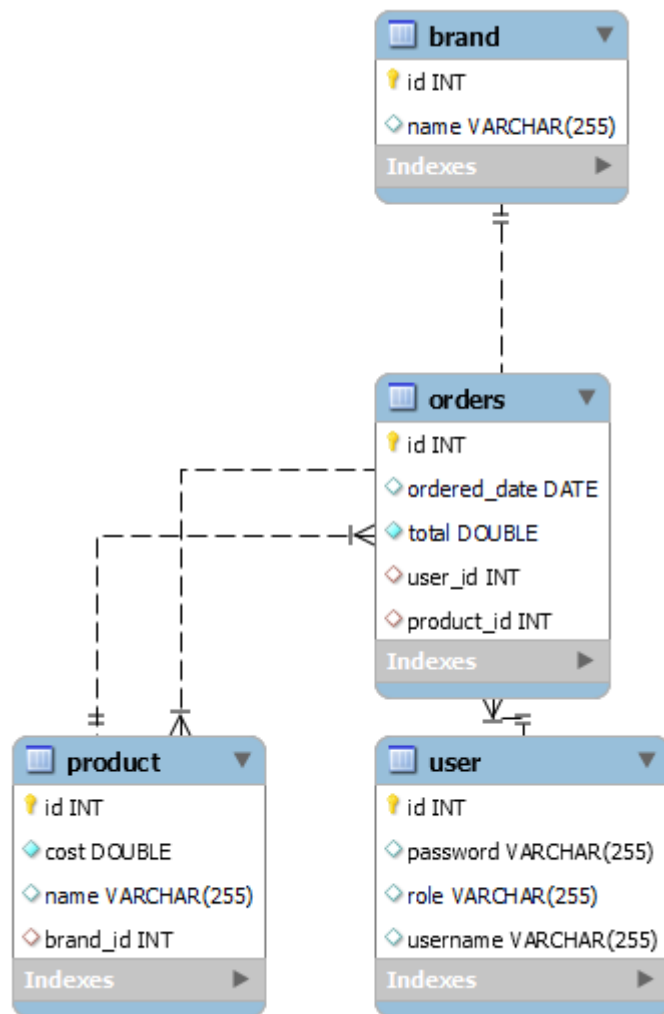 brand
id INT
name VARCHAR(255)
Indexes
orders
id INT
ordered_date DATE
total DOUBLE
user_id INT
product_id INT
Indexes
product
id INT
cost DOUBLE
name VARCHAR(255)
brand_id INT
Indexes
user
id INT
password VARCHAR(255)
role VARCHAR(255)
username VARCHAR(255)
Indexes